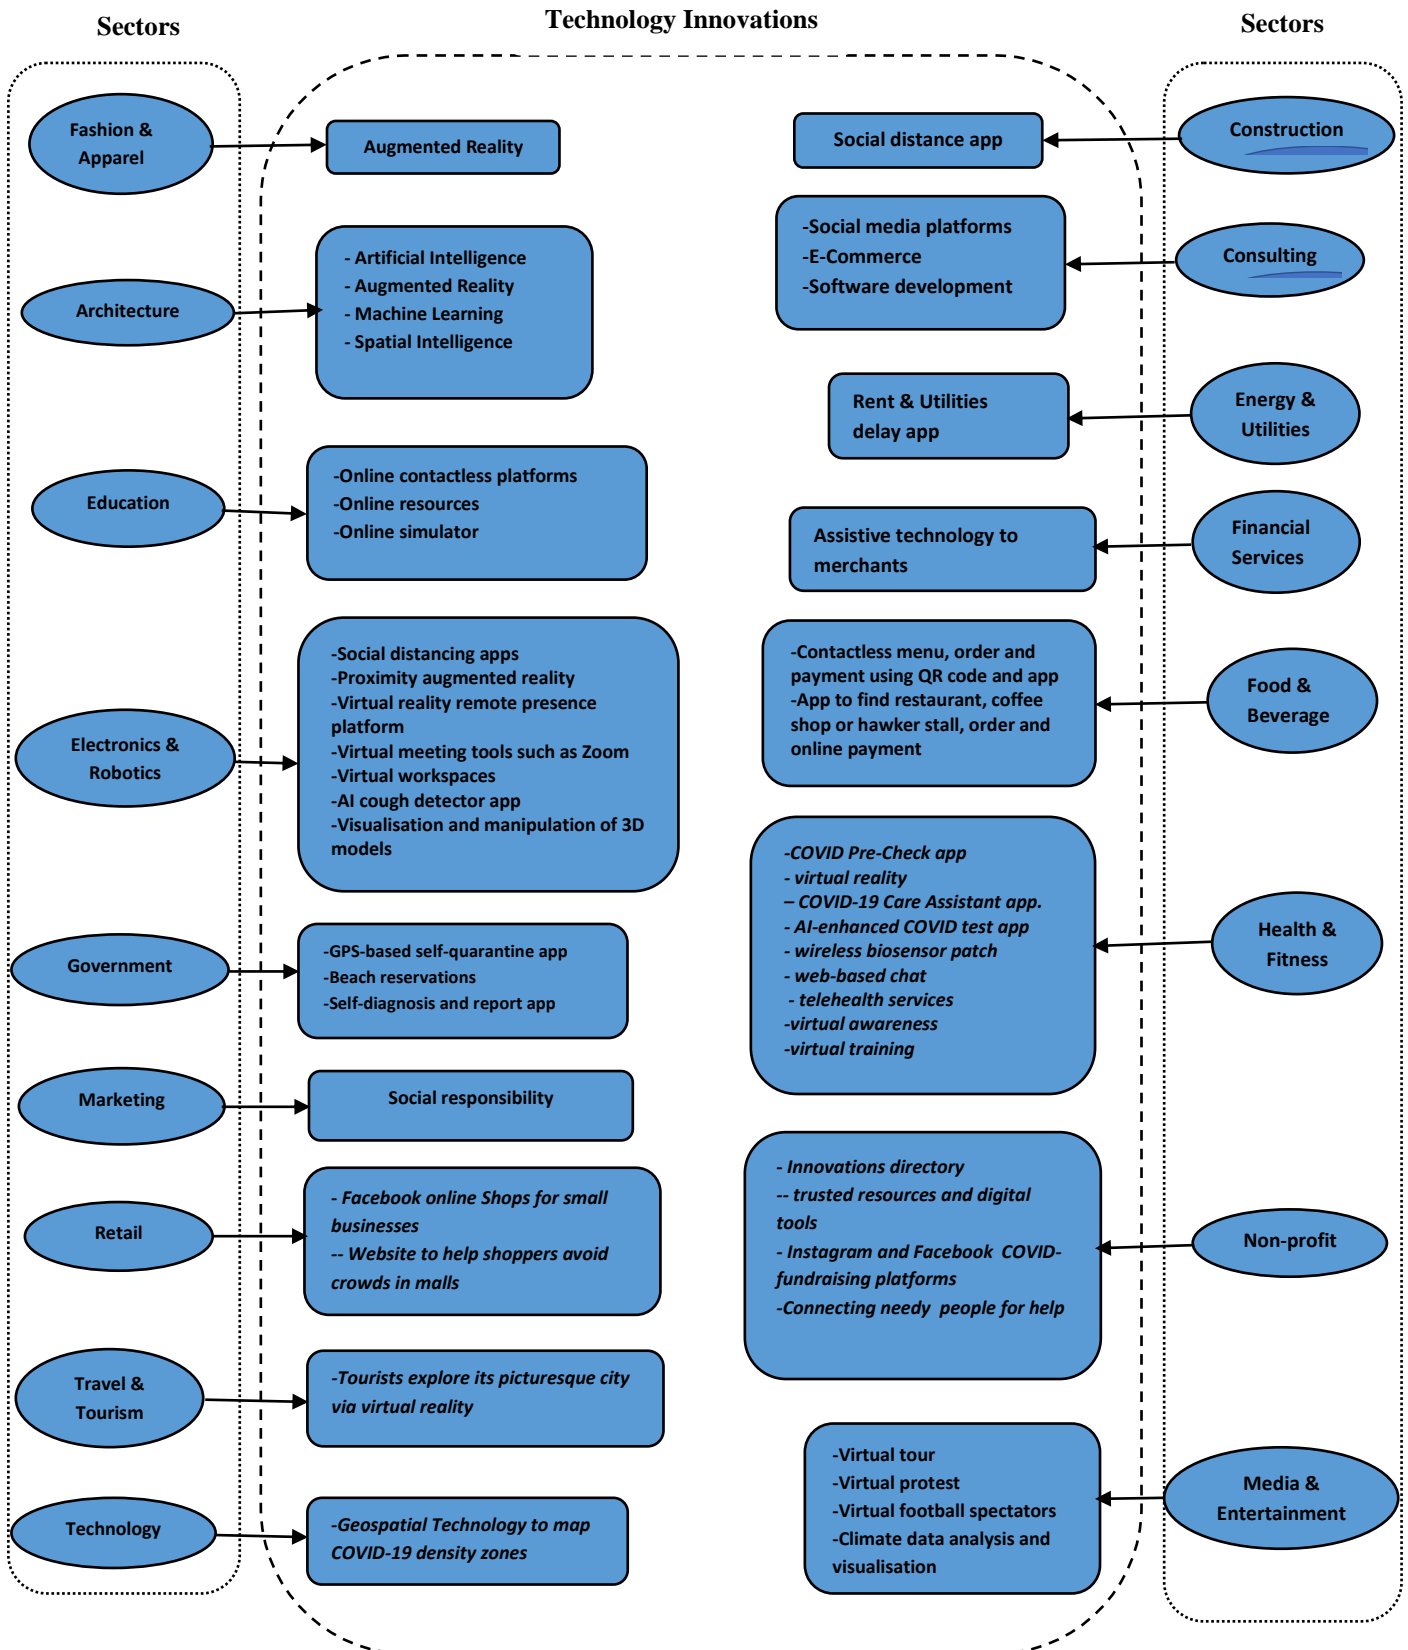 Sectors
Technology Innovations
Sectors
Fashion &
Apparel
Augmented Reality
Architecture
- Artificial Intelligence
- Augmented Reality
- Machine Learning
- Spatial Intelligence
Education
-Online contactless platforms
-Online resources
-Online simulator
Electronics &
Robotics
-Social distancing apps
-Proximity augmented reality
-Virtual reality remote presence
platform
-Virtual meeting tools such as Zoom
-Virtual workspaces
-AI cough detector app
-Visualisation and manipulation of 3D
models
Government
-GPS-based self-quarantine app
-Beach reservations
-Self-diagnosis and report app
Marketing
Social responsibility
Retail
- Facebook online Shops for small
businesses
-- Website to help shoppers avoid
crowds in malls
Travel &
Tourism
-Tourists explore its picturesque city
via virtual reality
Technology
-Geospatial Technology to map
COVID-19 density zones
Social distance app
Construction
-Social media platforms
-E-Commerce
-Software development
Consulting
Rent & Utilities
delay app
Energy &
Utilities
Assistive technology to
merchants
Financial
Services
-Contactless menu, order and
payment using QR code and app
-App to find restaurant, coffee
shop or hawker stall, order and
online payment
Food &
Beverage
-COVID Pre-Check app
- virtual reality
– COVID-19 Care Assistant app.
- AI-enhanced COVID test app
- wireless biosensor patch
- web-based chat
- telehealth services
-virtual awareness
-virtual training
Health &
Fitness
- Innovations directory
-- trusted resources and digital
tools
- Instagram and Facebook COVID-
fundraising platforms
-Connecting needy people for help
Non-profit
-Virtual tour
-Virtual protest
-Virtual football spectators
-Climate data analysis and
visualisation
Media &
Entertainment